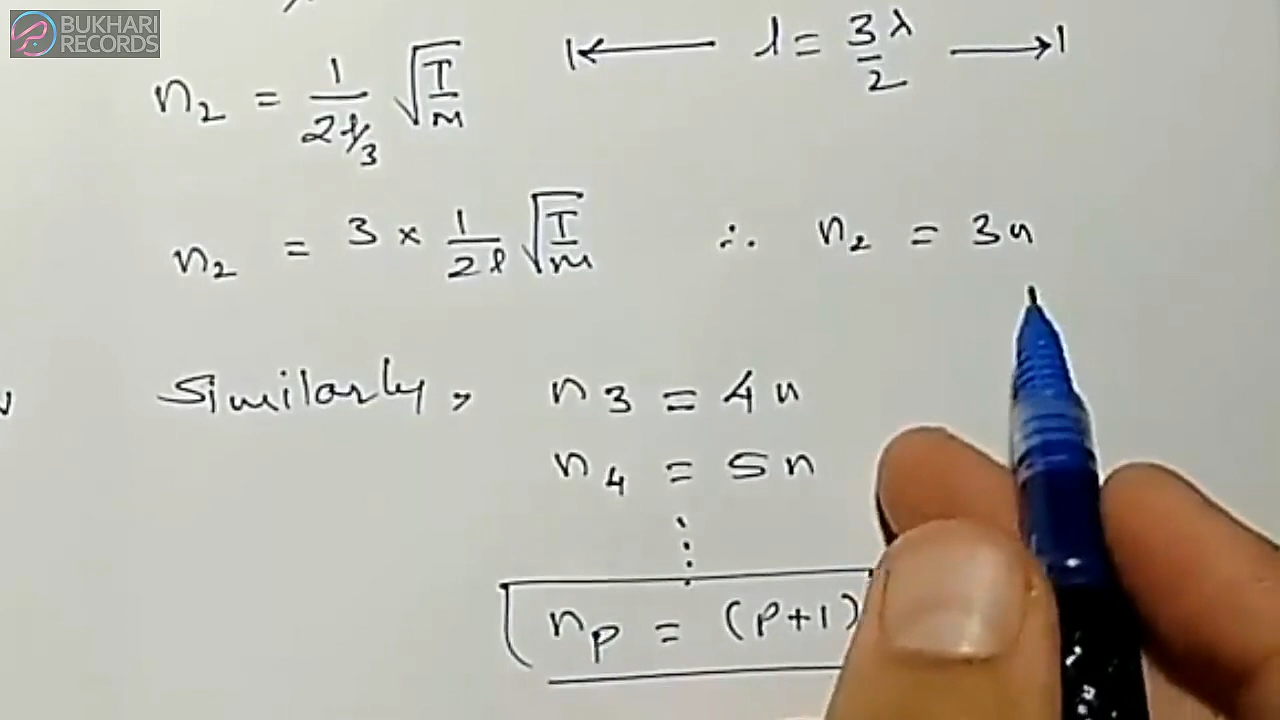 BUKHARI
RECORDS
l = 3λ/2
n₂ = 1/(2l/3) √(T/m)
n₂ = 3 × 1/(2l) √(T/m) ∴ n₂ = 3n
Similarly, n₃ = 4n
n₄ = 5n
⋮
nₚ = (P+1)